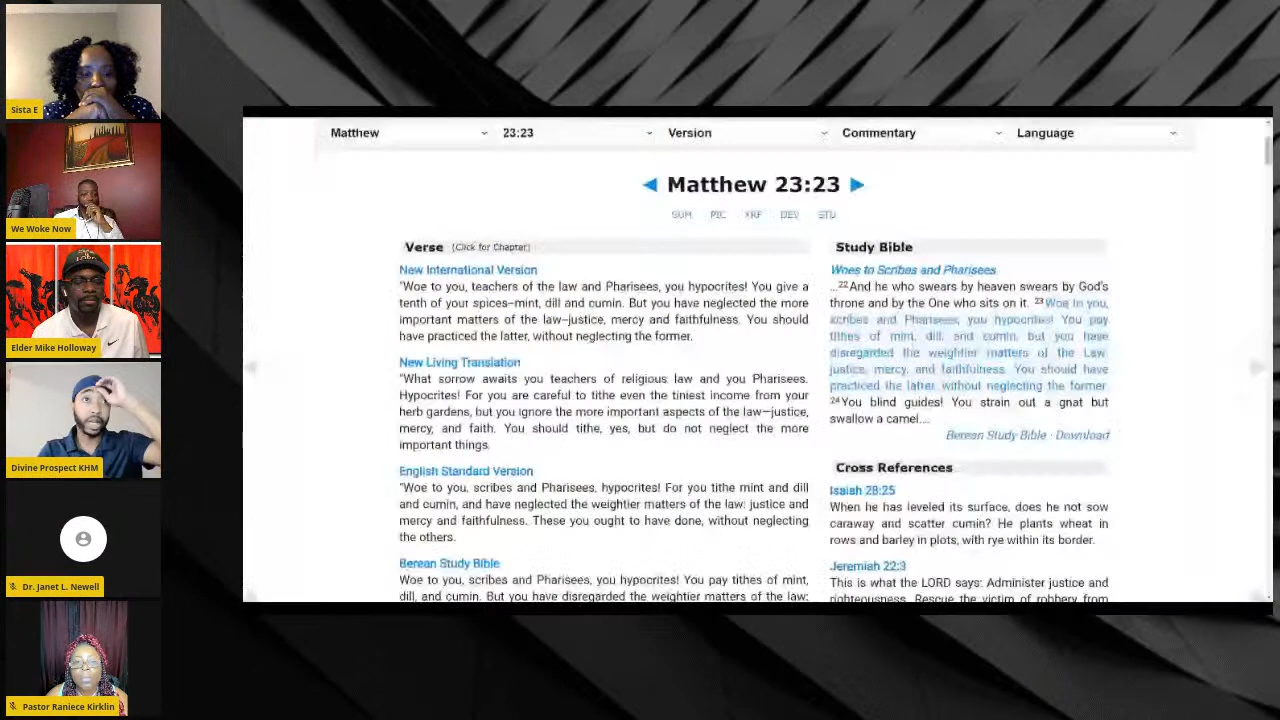 Sista E
We Woke Now
Elder Mike Holloway
Divine Prospect KHM
Dr. Janet L. Newell
Pastor Raniece Kirklin
Matthew 23:23 Version Commentary Language
Matthew 23:23
SUM PIC XRF DEV STU
Verse (Click for Chapter)
New International Version
"Woe to you, teachers of the law and Pharisees, you hypocrites! You give a
tenth of your spices—mint, dill and cumin. But you have neglected the more
important matters of the law—justice, mercy and faithfulness. You should
have practiced the latter, without neglecting the former.
New Living Translation
"What sorrow awaits you teachers of religious law and you Pharisees.
Hypocrites! For you are careful to tithe even the tiniest income from your
herb gardens, but you ignore the more important aspects of the law—justice,
mercy, and faith. You should tithe, yes, but do not neglect the more
important things.
English Standard Version
"Woe to you, scribes and Pharisees, hypocrites! For you tithe mint and dill
and cumin, and have neglected the weightier matters of the law: justice and
mercy and faithfulness. These you ought to have done, without neglecting
the others.
Berean Study Bible
Woe to you, scribes and Pharisees, you hypocrites! You pay tithes of mint,
dill, and cumin. But you have disregarded the weightier matters of the law:
Study Bible
Woes to Scribes and Pharisees
...22And he who swears by heaven swears by God's
throne and by the One who sits on it. 23Woe to you,
scribes and Pharisees, you hypocrites! You pay
tithes of mint, dill, and cumin, but you have
disregarded the weightier matters of the Law:
justice, mercy, and faithfulness. You should have
practiced the latter without neglecting the former.
24You blind guides! You strain out a gnat but
swallow a camel....
Berean Study Bible · Download
Cross References
Isaiah 28:25
When he has leveled its surface, does he not sow
caraway and scatter cumin? He plants wheat in
rows and barley in plots, with rye within its border.
Jeremiah 22:3
This is what the LORD says: Administer justice and
righteousness. Rescue the victim of robbery from